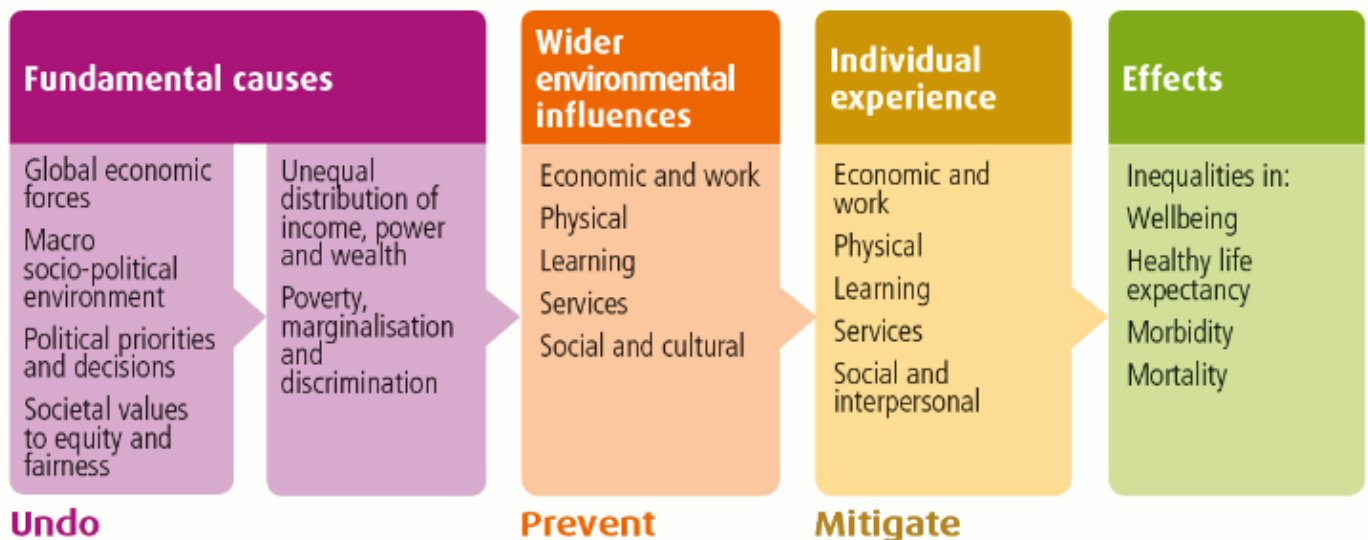 Fundamental causes
Global economic
forces
Macro
socio-political
environment
Political priorities
and decisions
Societal values
to equity and
fairness
Unequal
distribution of
income, power
and wealth
Poverty,
marginalisation
and
discrimination
Undo
Wider
environmental
influences
Economic and work
Physical
Learning
Services
Social and cultural
Prevent
Individual
experience
Economic and
work
Physical
Learning
Services
Social and
interpersonal
Mitigate
Effects
Inequalities in:
Wellbeing
Healthy life
expectancy
Morbidity
Mortality